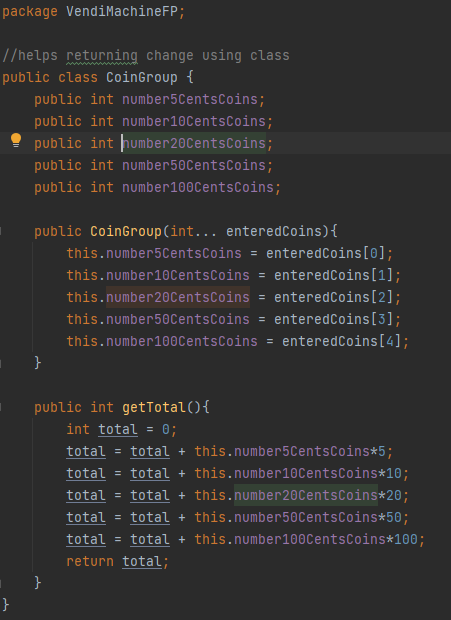 package VendiMachineFP;
//helps returning change using class
public class CoinGroup {
public int number5CentsCoins;
public int number10CentsCoins;
public int number20CentsCoins;
public int number50CentsCoins;
public int number100CentsCoins;
public CoinGroup(int... enteredCoins){
this.number5CentsCoins = enteredCoins[0];
this.number10CentsCoins = enteredCoins[1];
this.number20CentsCoins = enteredCoins[2];
this.number50CentsCoins = enteredCoins[3];
this.number100CentsCoins = enteredCoins[4];
}
public int getTotal(){
int total = 0;
total = total + this.number5CentsCoins*5;
total = total + this.number10CentsCoins*10;
total = total + this.number20CentsCoins*20;
total = total + this.number50CentsCoins*50;
total = total + this.number100CentsCoins*100;
return total;
}
}